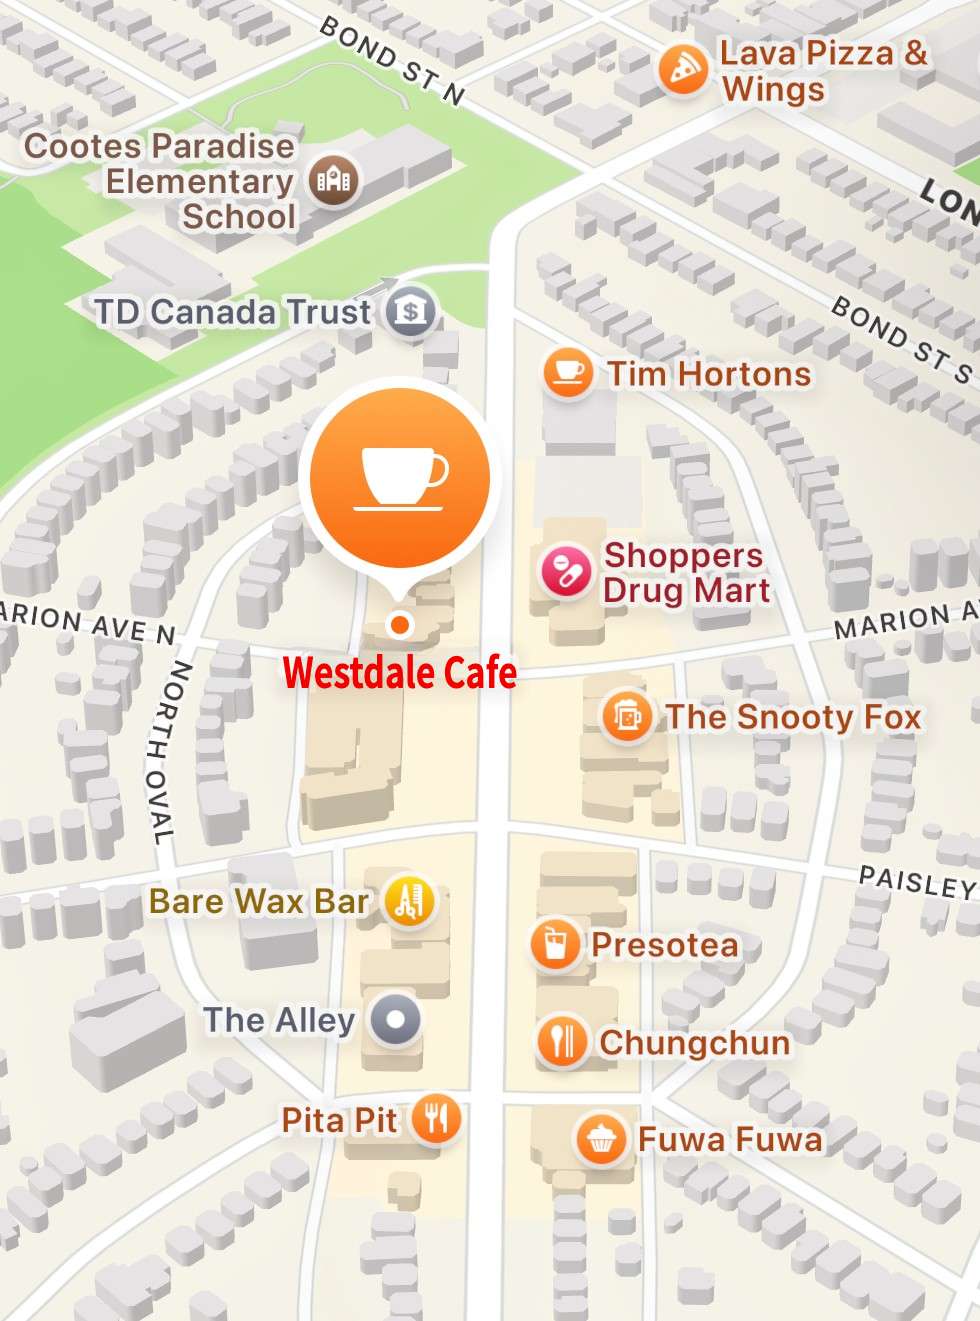 BOND ST N
Lava Pizza &
Wings
Cootes Paradise
Elementary
School
LON
TD Canada Trust
$
BOND ST S
Tim Hortons
Shoppers
Drug Mart
ARION AVE N
MARION AV
Westdale Cafe
NORTH OVAL
The Snooty Fox
PAISLEY
Bare Wax Bar
Presotea
The Alley
Chungchun
Pita Pit
Fuwa Fuwa